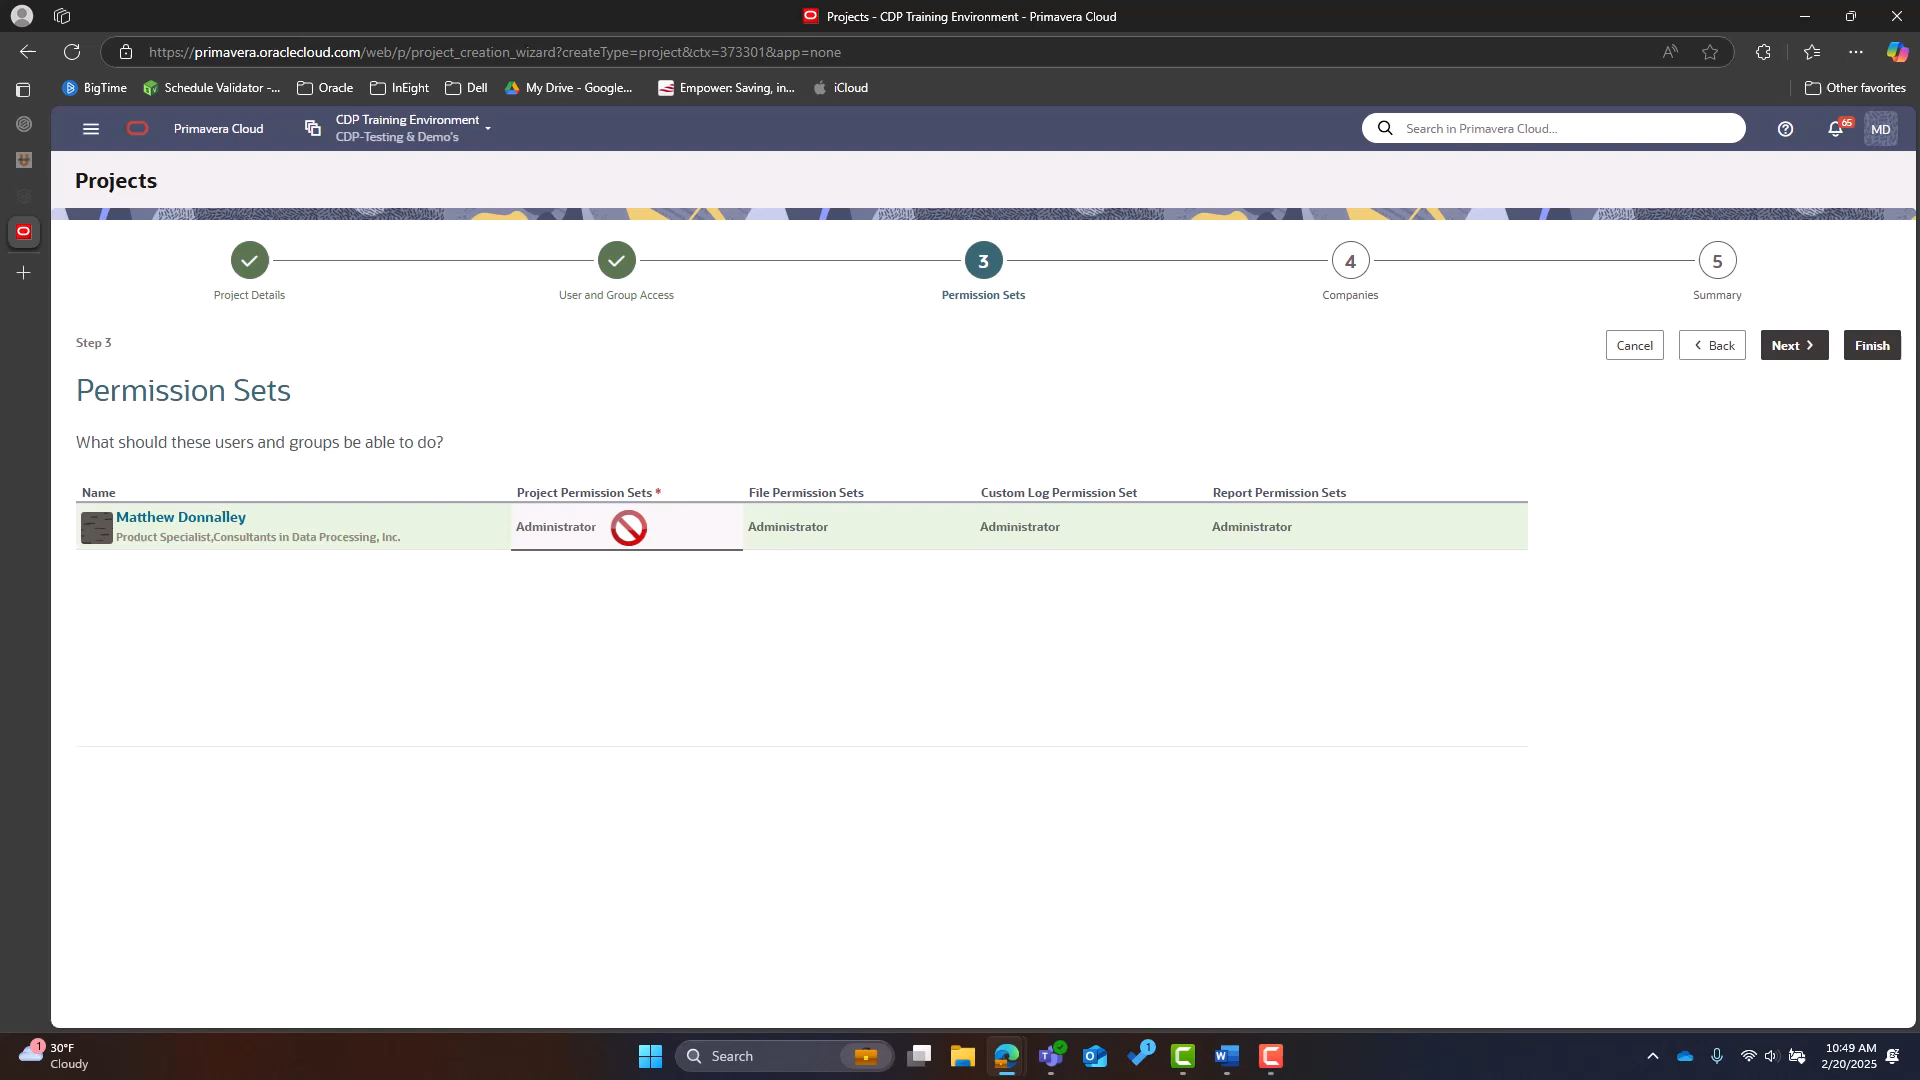 Projects - CDP Training Environment - Primavera Cloud
https://primavera.oraclecloud.com/web/p/project_creation_wizard?createType=project&ctx=373301&app=none
BigTime
Schedule Validator -...
Oracle
InEight
Dell
My Drive - Google...
Empower: Saving, in...
iCloud
Other favorites
Primavera Cloud
CDP Training Environment
CDP-Testing & Demo's
Search in Primavera Cloud...
65
MD
Projects
3
4
5
Project Details
User and Group Access
Permission Sets
Companies
Summary
Step 3
Cancel
Back
Next
Finish
Permission Sets
What should these users and groups be able to do?
Name
Project Permission Sets *
File Permission Sets
Custom Log Permission Set
Report Permission Sets
Matthew Donnalley
Product Specialist,Consultants in Data Processing, Inc.
Administrator
Administrator
Administrator
Administrator
1
30°F
Cloudy
Search
1
10:49 AM
2/20/2025